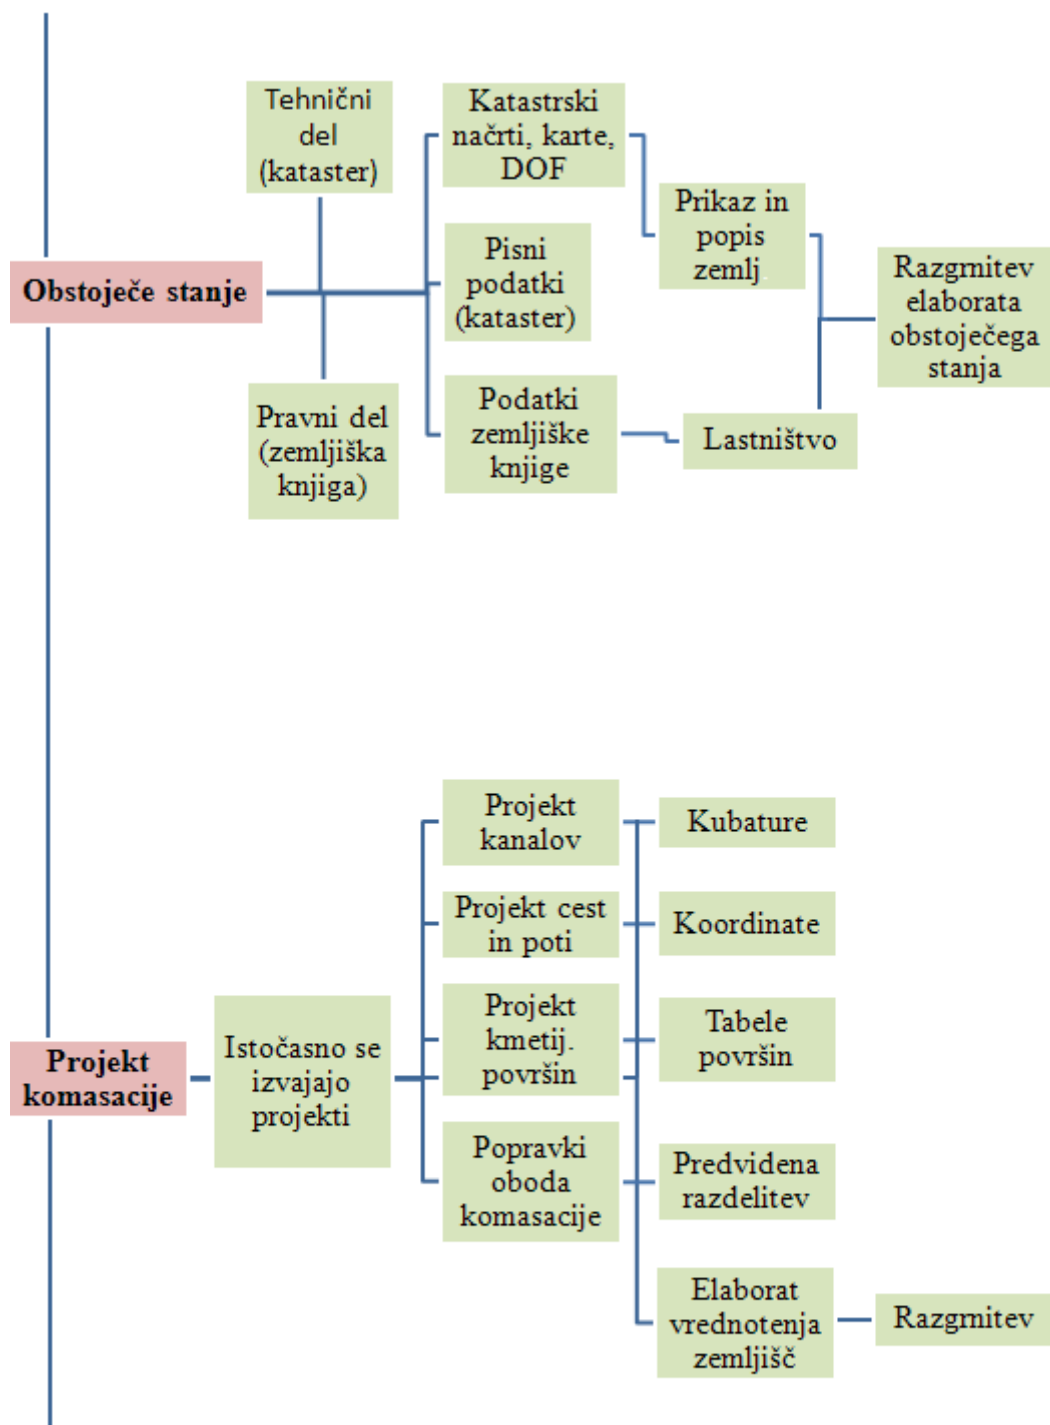 Tehnični
del
(kataster)
Katastrski
načrti, karte,
DOF
Prikaz in
popis
zemlj
Pisni
podatki
(kataster)
Obstoječe stanje
Razgrnitev
elaborata
obstoječega
stanja
Pravni del
(zemljiška
knjiga)
Podatki
zemljiške
knjige
Lastništvo
Projekt
kanalov
Kubature
Projekt cest
in poti
Koordinate
Projekt
komasacije
Istočasno se
izvajajo
projekti
Projekt
kmetij.
površin
Tabele
površin
Popravki
oboda
komasacije
Predvidena
razdelitev
Elaborat
vrednotenja
zemljišč
Razgrnitev